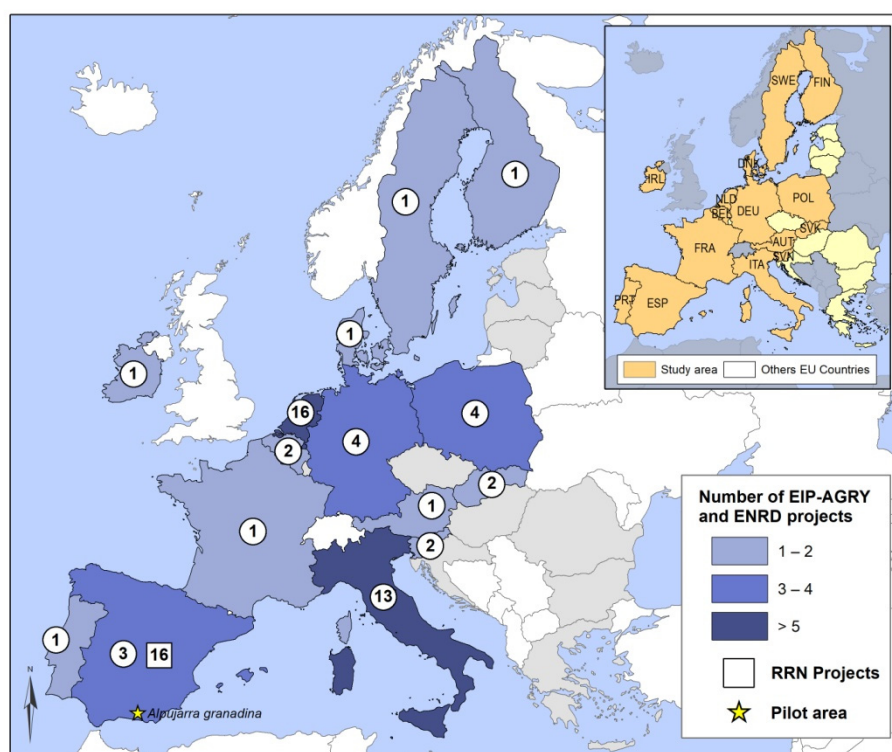 SWE
FIN
DNK
IRL
NLD
BEL
DEU
POL
SVK
FRA
AUT
SVN
ITA
PRT
ESP
Study area
Others EU Countries
1
1
1
1
16
4
4
2
2
1
1
2
13
1
3
16
N
Alpujarra granadina
Number of EIP-AGRY
and ENRD projects
1 – 2
3 – 4
> 5
RRN Projects
Pilot area